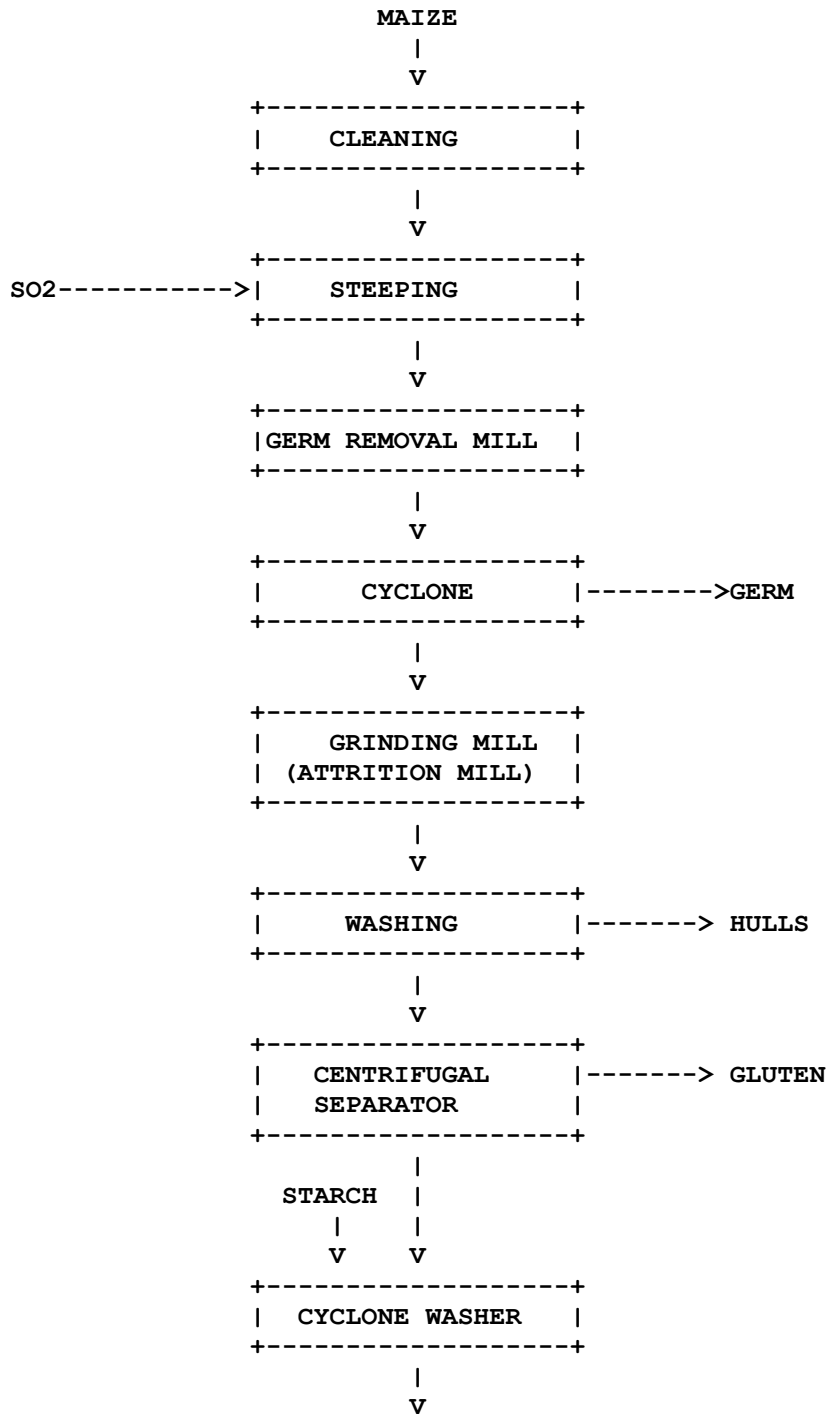 MAIZE
CLEANING
SO2
STEEPING
GERM REMOVAL MILL
CYCLONE
GERM
GRINDING MILL
(ATTRITION MILL)
WASHING
HULLS
CENTRIFUGAL
GLUTEN
SEPARATOR
STARCH
CYCLONE WASHER